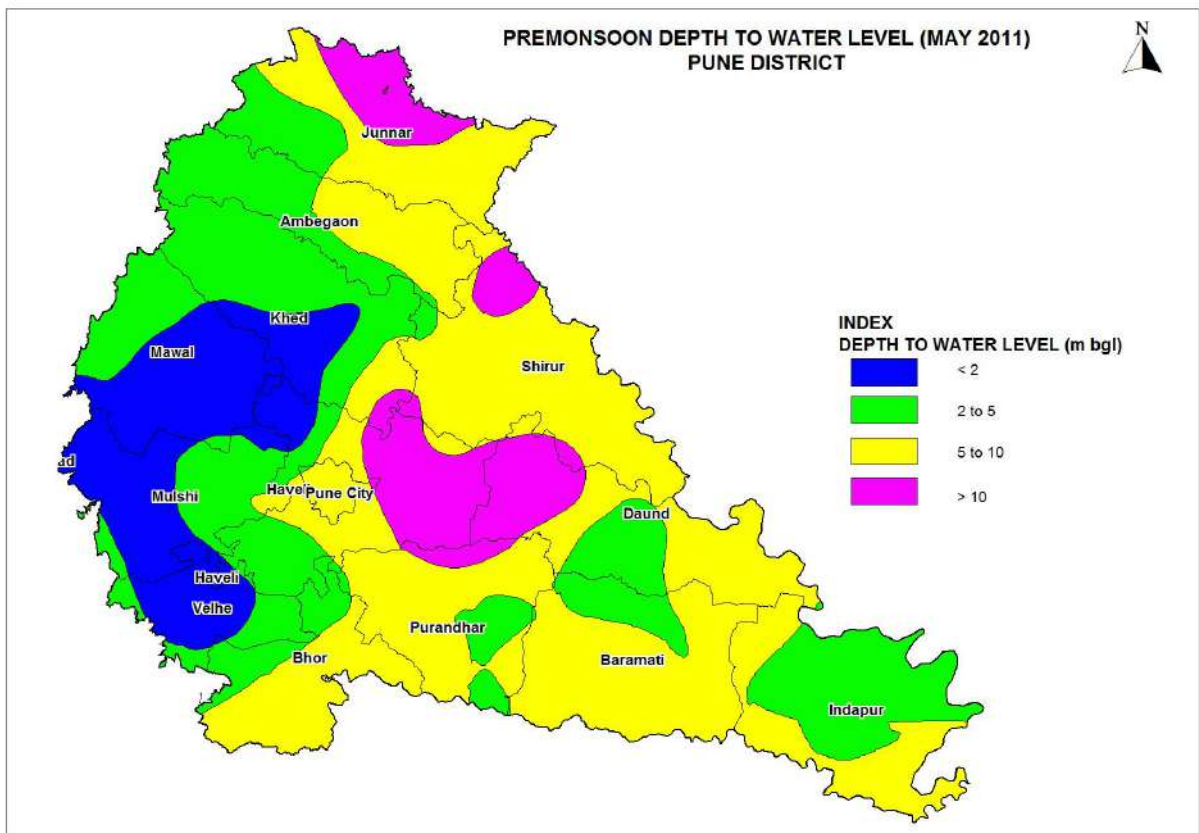 PREMONSOON DEPTH TO WATER LEVEL (MAY 2011)
PUNE DISTRICT
N
Junnar
Ambegaon
Khed
Mawal
Shirur
INDEX
DEPTH TO WATER LEVEL (m bgl)
< 2
2 to 5
5 to 10
> 10
ad
Mulshi
Haveli
Pune City
Daund
Haveli
Velhe
Purandhar
Bhor
Baramati
Indapur